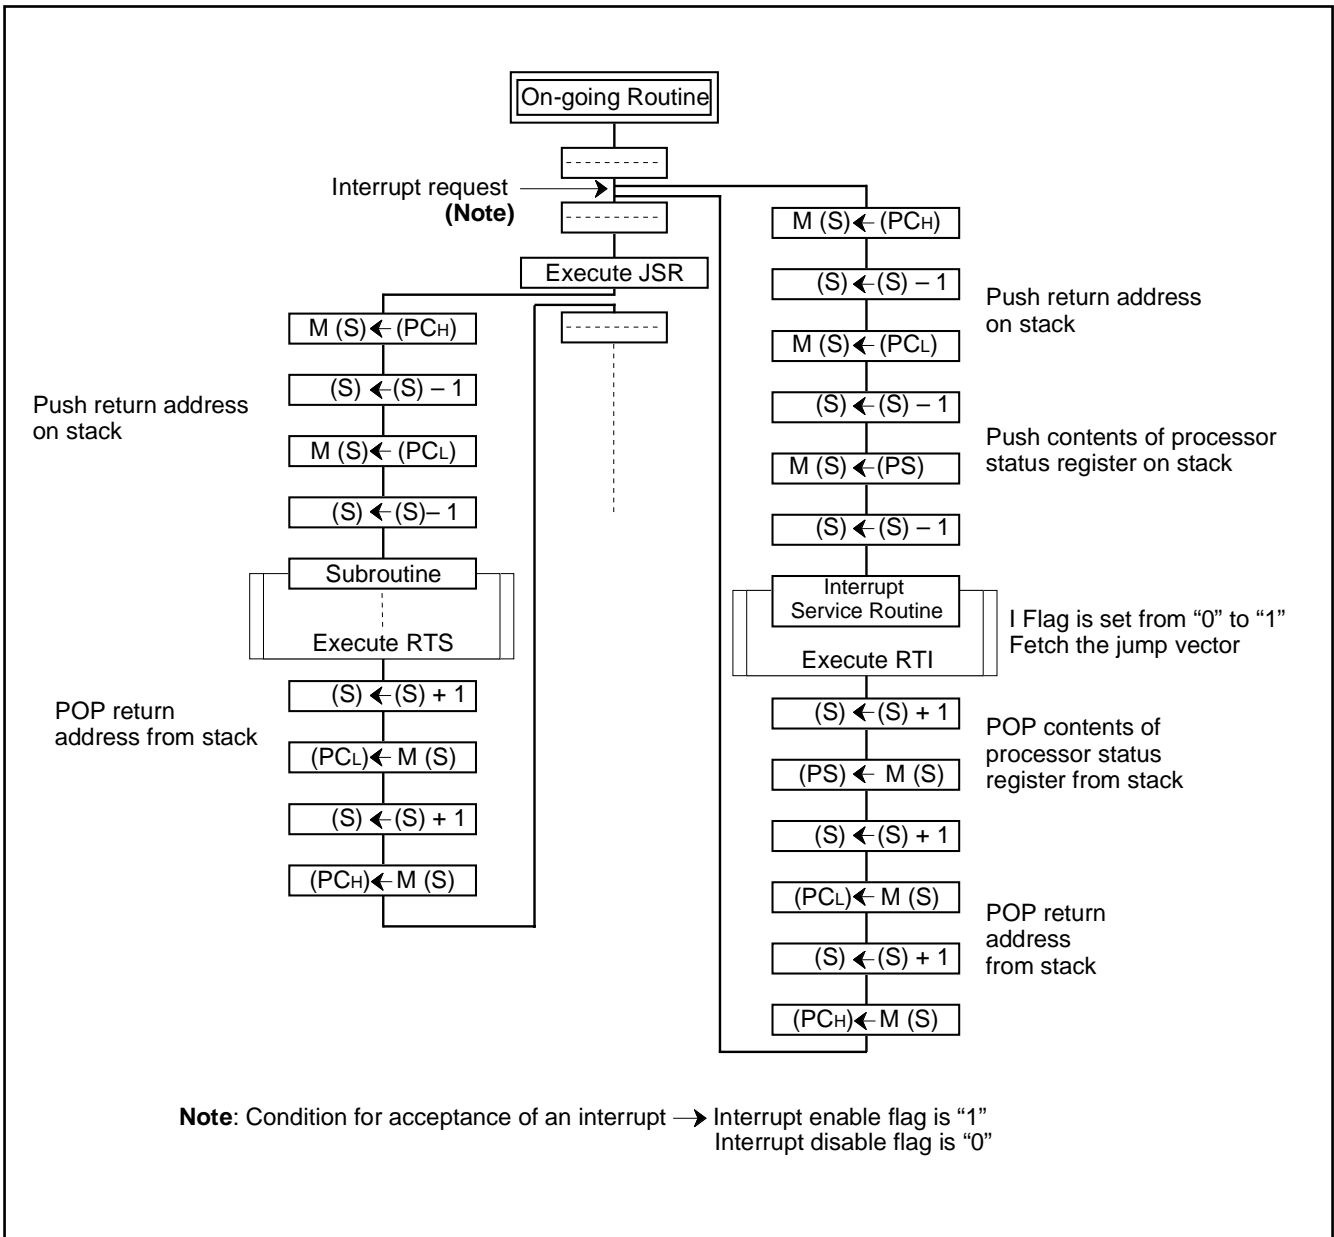 On-going Routine
Interrupt request
(Note)
Execute JSR
M (S) ← (PCH)
(S) ← (S) – 1
M (S) ← (PCL)
(S) ← (S)– 1
Push return address
on stack
Subroutine
Execute RTS
(S) ← (S) + 1
(PCL) ← M (S)
(S) ← (S) + 1
(PCH) ← M (S)
POP return
address from stack
M (S) ← (PCH)
(S) ← (S) – 1
M (S) ← (PCL)
(S) ← (S) – 1
M (S) ← (PS)
(S) ← (S) – 1
Push return address
on stack
Push contents of processor
status register on stack
Interrupt
Service Routine
Execute RTI
I Flag is set from “0” to “1”
Fetch the jump vector
(S) ← (S) + 1
(PS) ← M (S)
(S) ← (S) + 1
(PCL) ← M (S)
(S) ← (S) + 1
(PCH) ← M (S)
POP contents of
processor status
register from stack
POP return
address
from stack
Note: Condition for acceptance of an interrupt → Interrupt enable flag is “1”
Interrupt disable flag is “0”